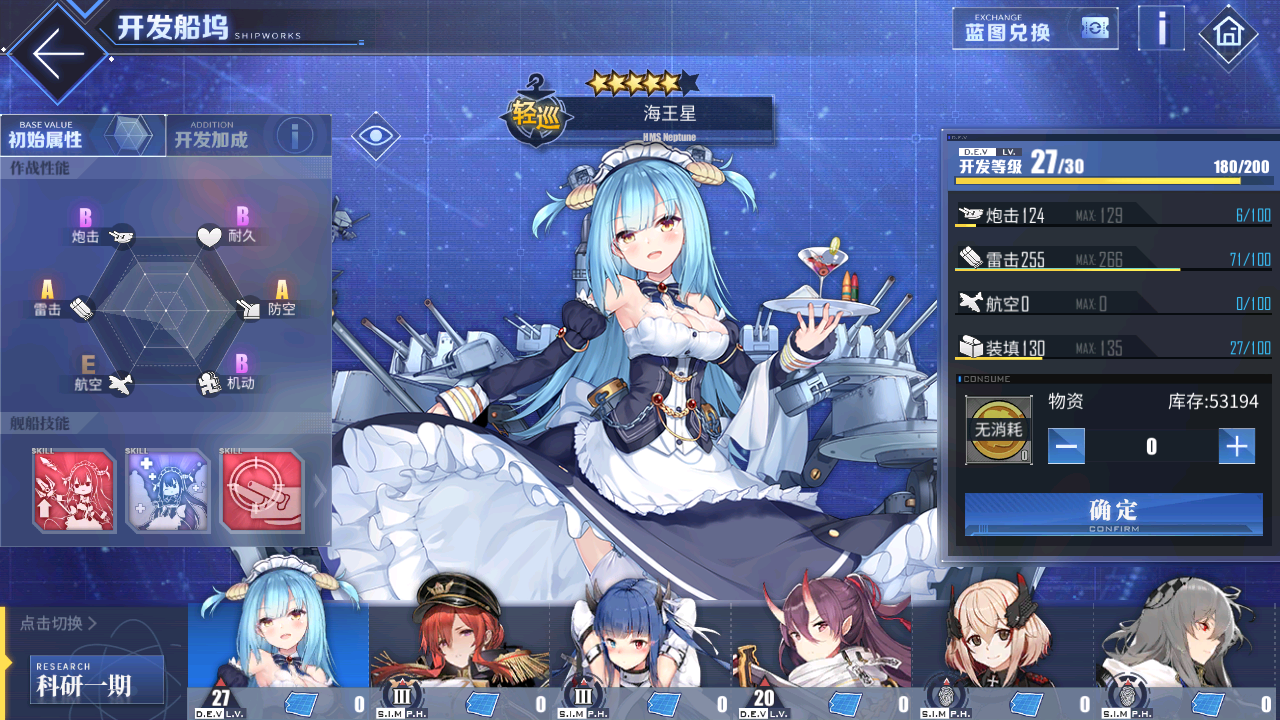 开发船坞 SHIPWORKS
EXCHANGE
蓝图兑换
轻巡
海王星
HMS Neptune
BASE VALUE
初始属性
ADDITION
开发加成
作战性能
B
炮击
B
耐久
A
雷击
A
防空
E
航空
B
机动
舰船技能
SKILL
SKILL
SKILL
D.E.V
D.E.V LV.
开发等级 27/30 180/200
炮击124 MAX: 129 6/100
雷击255 MAX: 266 71/100
航空0 MAX: 0 0/100
装填130 MAX: 135 27/100
CONSUME
无消耗
0
物资 库存:53194
0
确定
CONFIRM
点击切换
RESEARCH
科研一期
27
D.E.V LV.
0
III
S.I.M P.H.
0
III
S.I.M P.H.
0
20
D.E.V LV.
0
S.I.M P.H.
0
S.I.M P.H.
0